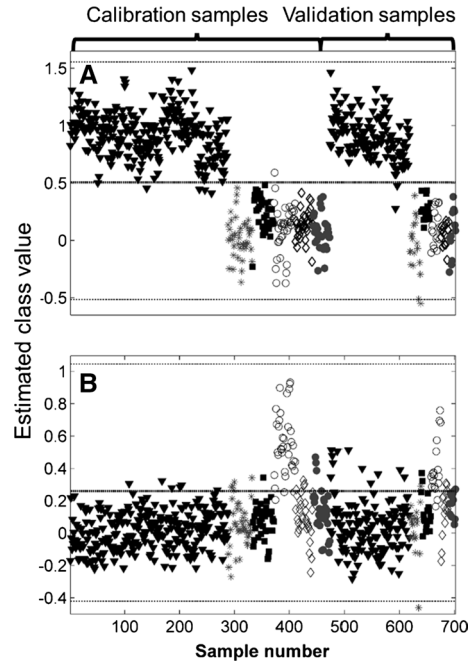 Calibration samples Validation samples
A
1.5
1
0.5
0
-0.5
Estimated class value
B
1
0.8
0.6
0.4
0.2
0
-0.2
-0.4
100 200 300 400 500 600 700
Sample number